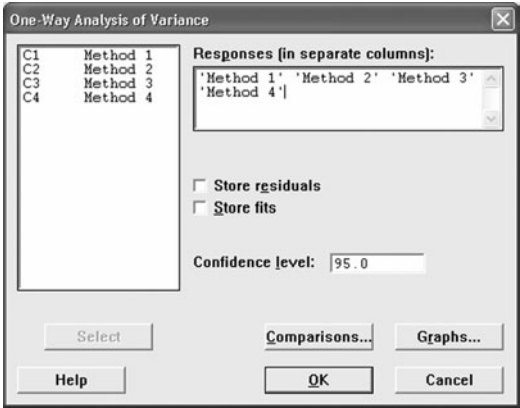 One-Way Analysis of Variance
C1 Method 1
C2 Method 2
C3 Method 3
C4 Method 4
Responses (in separate columns):
'Method 1' 'Method 2' 'Method 3'
'Method 4'
Store residuals
Store fits
Confidence level: 95.0
Select
Comparisons...
Graphs...
Help
OK
Cancel